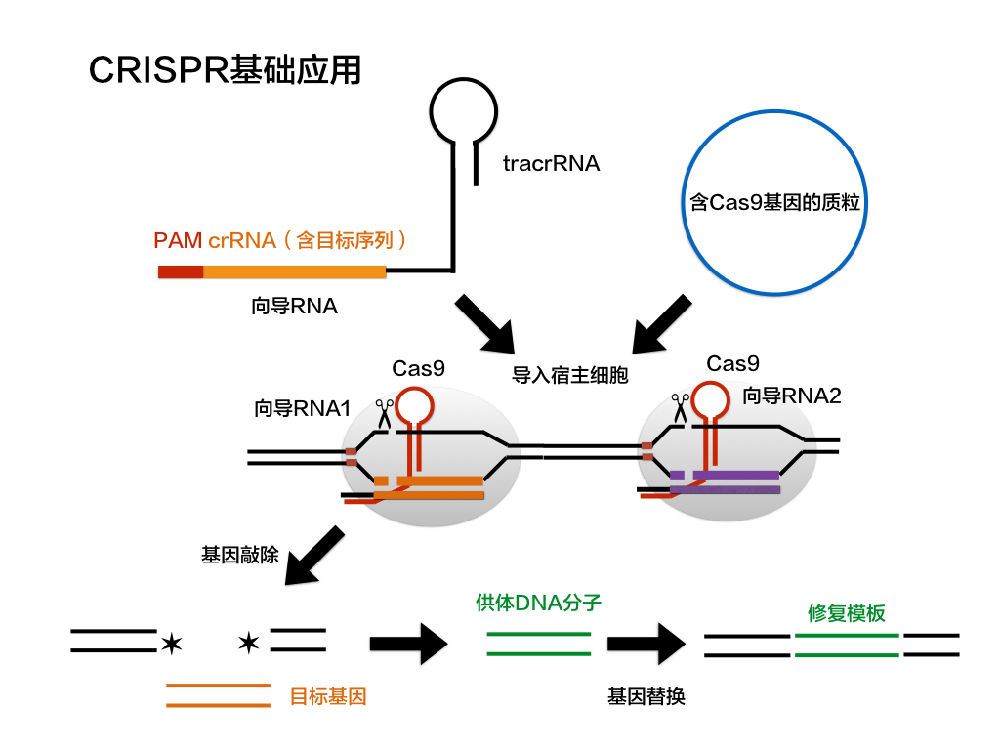 CRISPR基础应用
tracrRNA
含Cas9基因的质粒
PAM crRNA（含目标序列）
向导RNA
导入宿主细胞
Cas9
向导RNA1
Cas9
向导RNA2
基因敲除
供体DNA分子
修复模板
目标基因
基因替换